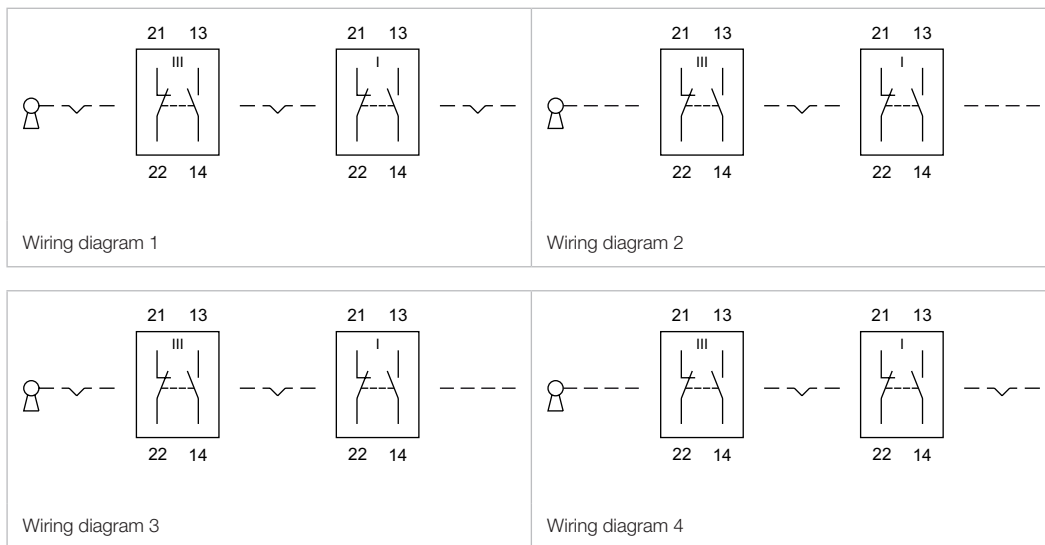 21 13 21 13
III I
22 14 22 14
Wiring diagram 1
21 13 21 13
III I
22 14 22 14
Wiring diagram 2
21 13 21 13
III I
22 14 22 14
Wiring diagram 3
21 13 21 13
III I
22 14 22 14
Wiring diagram 4